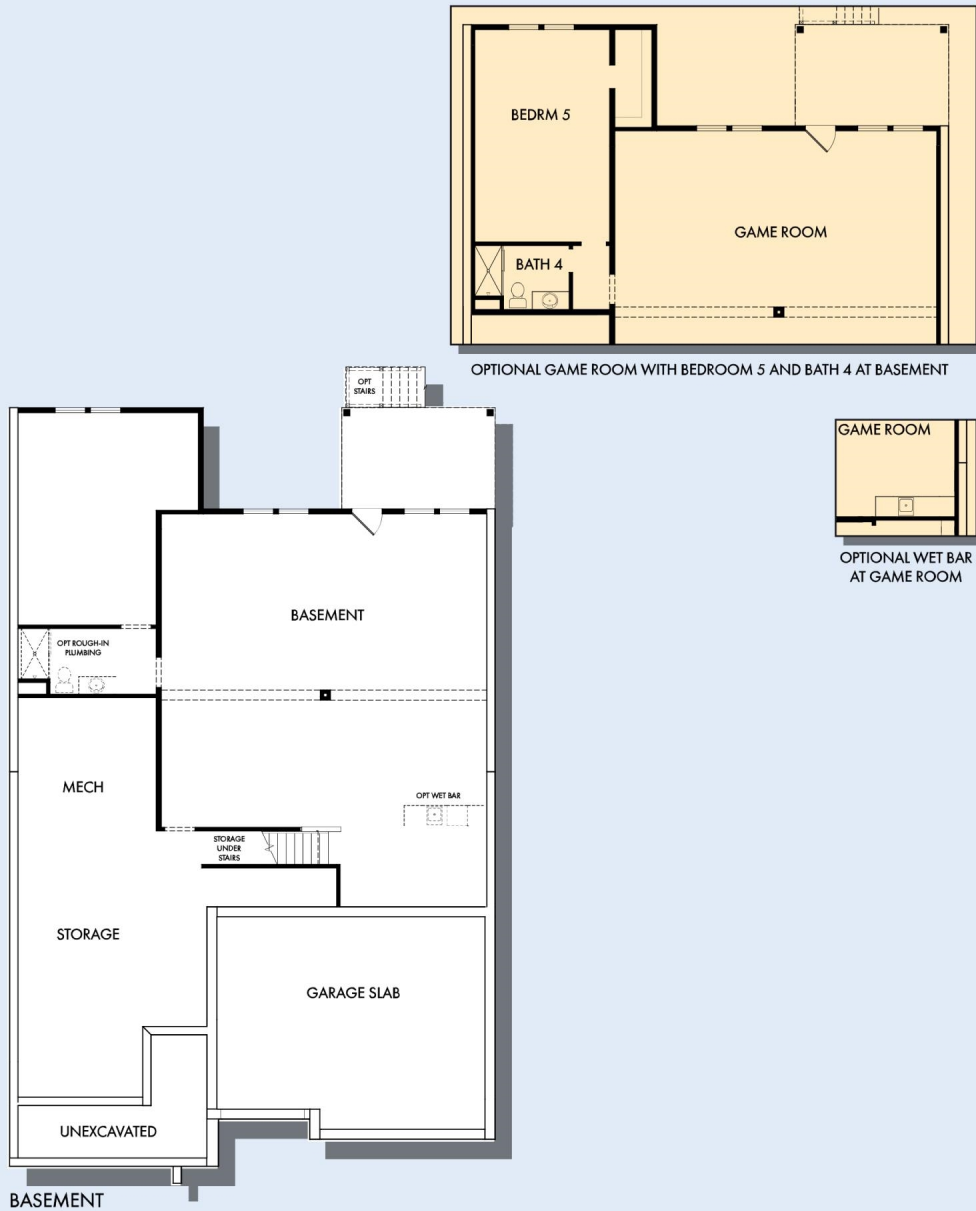 BEDRM 5
GAME ROOM
BATH 4
OPTIONAL GAME ROOM WITH BEDROOM 5 AND BATH 4 AT BASEMENT
OPT
STAIRS
GAME ROOM
OPTIONAL WET BAR
AT GAME ROOM
BASEMENT
OPT ROUGH-IN
PLUMBING
MECH
OPT WET BAR
STORAGE
UNDER
STAIRS
STORAGE
GARAGE SLAB
UNEXCAVATED
BASEMENT